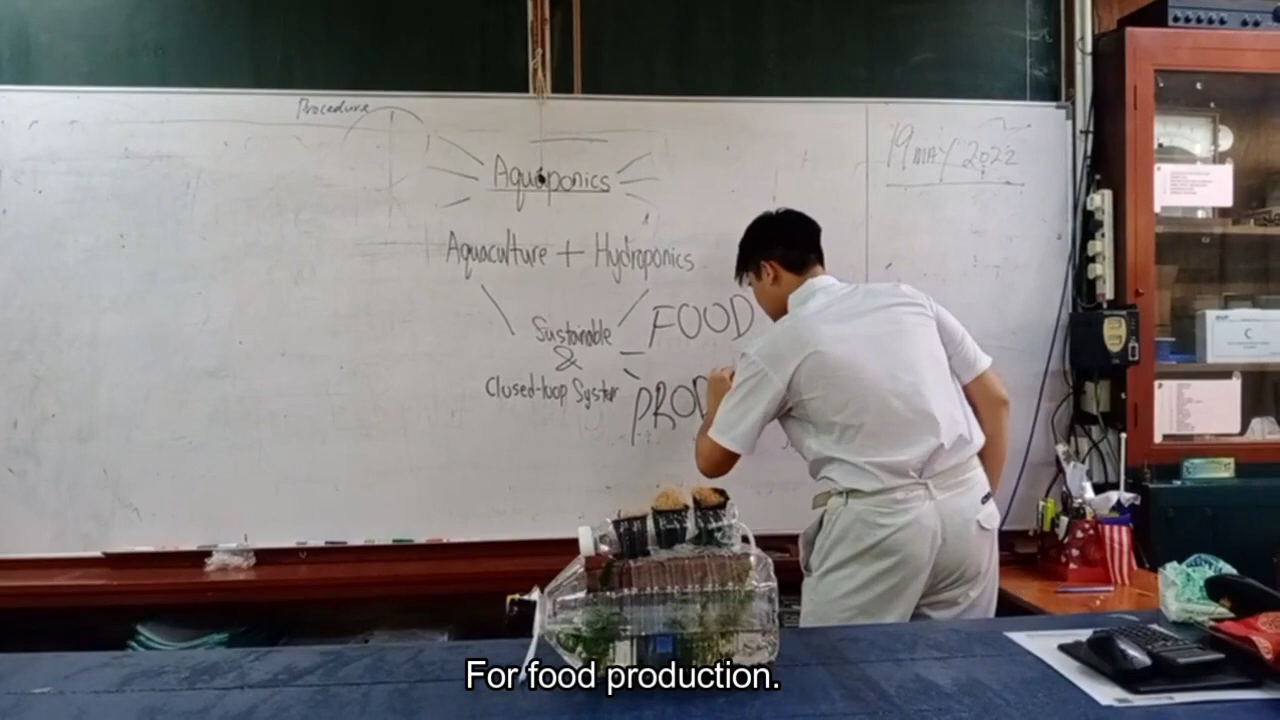 Procedure
19 MAY 2022
Aquaponics
Aquaculture + Hydroponics
Sustainable
FOOD
&
Closed-loop System
PROD
For food production.